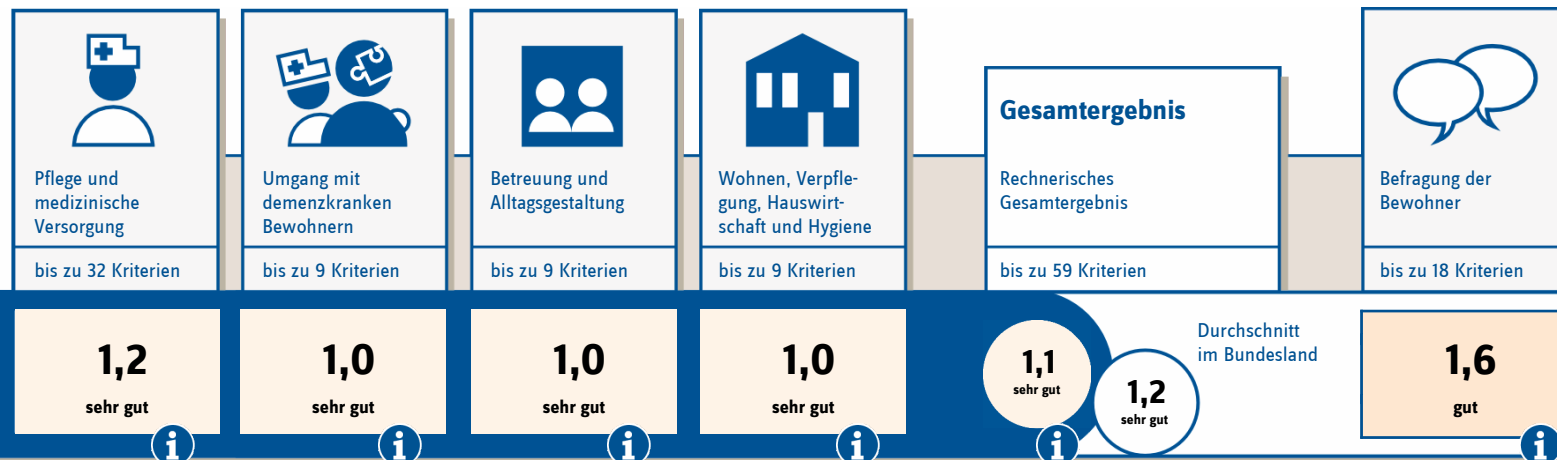 Pflege und
medizinische
Versorgung
bis zu 32 Kriterien
1,2
sehr gut
i
Umgang mit
demenzkranken
Bewohnern
bis zu 9 Kriterien
1,0
sehr gut
i
Betreuung und
Alltagsgestaltung
bis zu 9 Kriterien
1,0
sehr gut
i
Wohnen, Verpfle-
gung, Hauswirt-
schaft und Hygiene
bis zu 9 Kriterien
1,0
sehr gut
i
Gesamtergebnis
Rechnerisches
Gesamtergebnis
bis zu 59 Kriterien
1,1
sehr gut
i
1,2
sehr gut
Durchschnitt
im Bundesland
Befragung der
Bewohner
bis zu 18 Kriterien
1,6
gut
i